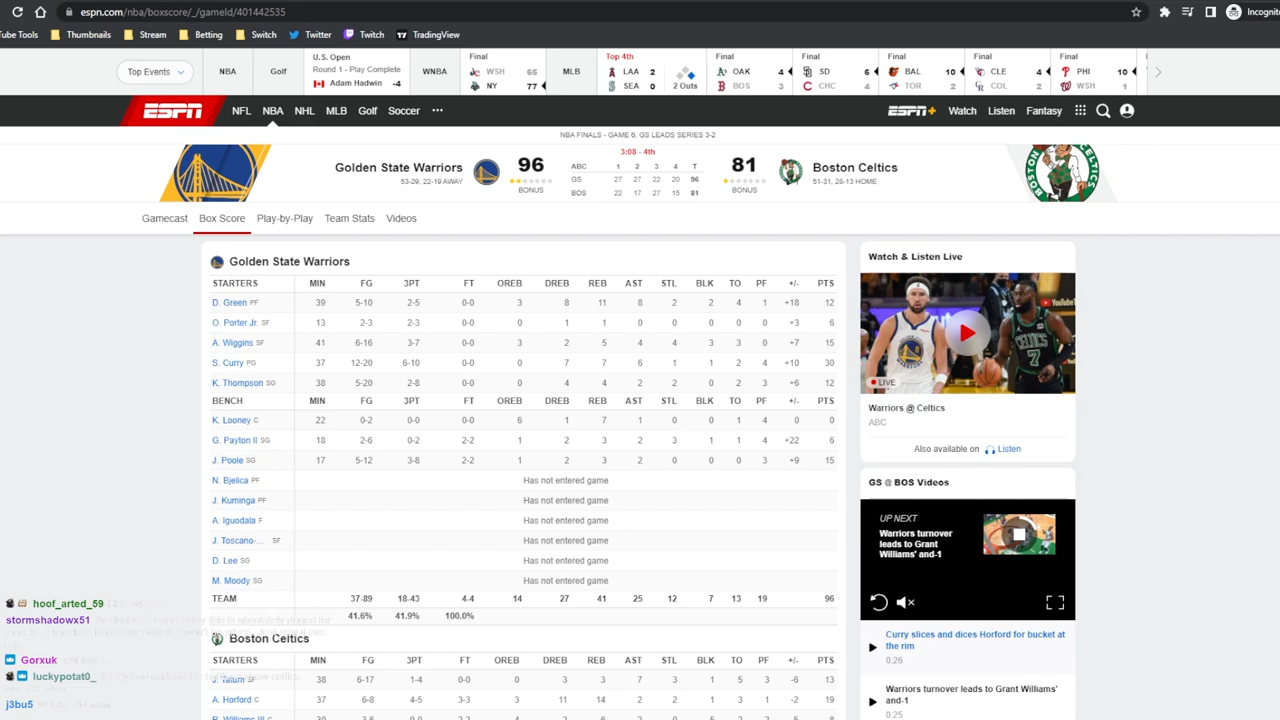 espn.com/nba/boxscore/_/gameId/401442535
Incognito
Tube Tools Thumbnails Stream Betting Switch Twitter Twitch TradingView
Top Events
NBA
Golf
U.S. Open
Round 1 - Play Complete
Adam Hadwin -4
WNBA
Final
WSH 65
NY 77
MLB
Top 4th
LAA 2
SEA 0
2 Outs
Final
OAK 4
BOS 3
Final
SD 6
CHC 4
Final
BAL 10
TOR 2
Final
CLE 4
COL 2
Final
PHI 10
WSH 1
ESPN NFL NBA NHL MLB Golf Soccer ••• ESPN+ Watch Listen Fantasy
NBA FINALS - GAME 6, GS LEADS SERIES 3-2
Golden State Warriors
53-29, 22-19 AWAY
96
BONUS
3:08 - 4th
ABC 1 2 3 4 T
GS 27 27 22 20 96
BOS 22 17 27 15 81
81
BONUS
Boston Celtics
51-31, 28-13 HOME
Gamecast Box Score Play-by-Play Team Stats Videos
Golden State Warriors
STARTERS MIN FG 3PT FT OREB DREB REB AST STL BLK TO PF +/- PTS
D. Green PF 39 5-10 2-5 0-0 3 8 11 8 2 2 4 1 +18 12
O. Porter Jr. SF 13 2-3 2-3 0-0 0 1 1 0 0 0 0 0 +3 6
A. Wiggins SF 41 6-16 3-7 0-0 3 2 5 4 4 3 3 0 +7 15
S. Curry PG 37 12-20 6-10 0-0 0 7 7 6 1 1 2 4 +10 30
K. Thompson SG 38 5-20 2-8 0-0 0 4 4 2 2 0 2 3 +6 12
BENCH MIN FG 3PT FT OREB DREB REB AST STL BLK TO PF +/- PTS
K. Looney C 22 0-2 0-0 0-0 6 1 7 1 0 0 1 4 0 0
G. Payton II SG 18 2-6 0-2 2-2 1 2 3 2 3 1 1 4 +22 6
J. Poole SG 17 5-12 3-8 2-2 1 2 3 2 0 0 0 3 +9 15
N. Bjelica PF Has not entered game
J. Kuminga PF Has not entered game
A. Iguodala F Has not entered game
J. Toscano-... SF Has not entered game
D. Lee SG Has not entered game
M. Moody SG Has not entered game
TEAM 37-89 18-43 4-4 14 27 41 25 12 7 13 19 96
41.6% 41.9% 100.0%
Boston Celtics
STARTERS MIN FG 3PT FT OREB DREB REB AST STL BLK TO PF +/- PTS
J. Tatum SF 38 6-17 1-4 0-0 0 3 3 7 3 1 5 3 -6 13
A. Horford C 37 6-8 4-5 3-3 3 11 14 3 1 1 3 1 -2 19
R. Williams III C
Watch & Listen Live
YouTube
LIVE
Warriors @ Celtics
ABC
Also available on Listen
GS @ BOS Videos
UP NEXT
Warriors turnover
leads to Grant
Williams' and-1
Curry slices and dices Horford for bucket at
the rim
0:26
Warriors turnover leads to Grant Williams'
and-1
0:25
hoof_arted_59
stormshadowx51
Gorxuk
luckypotat0_
j3bu5